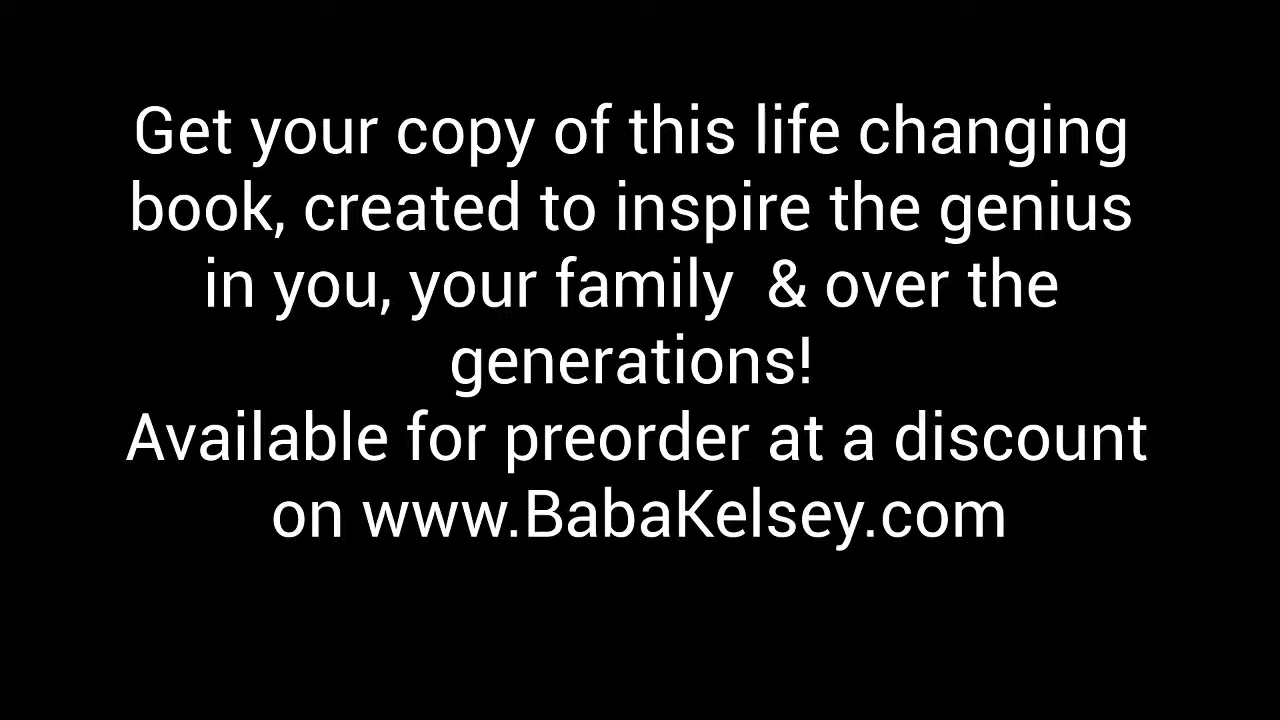 Get your copy of this life changing
book, created to inspire the genius
in you, your family  & over the
generations!
Available for preorder at a discount
on www.BabaKelsey.com